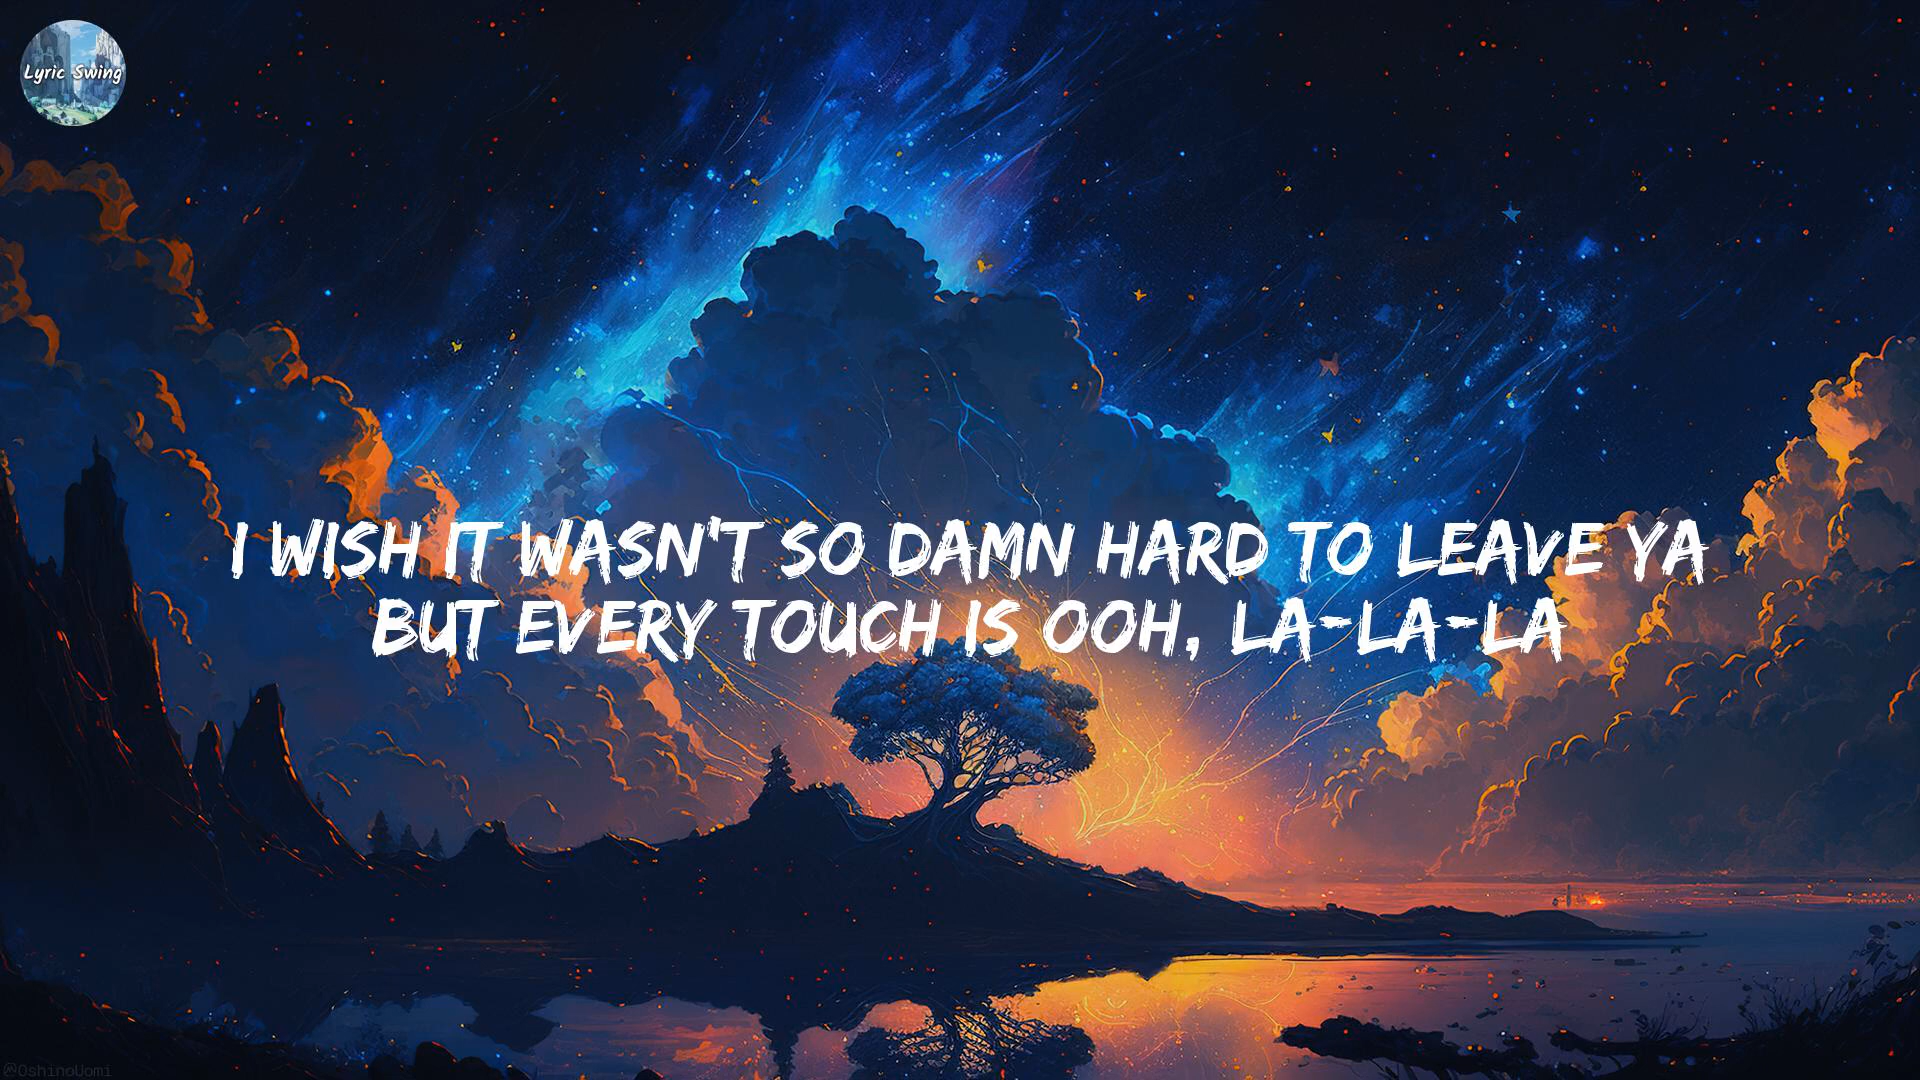 Lyric Swing
I WISH IT WASN'T SO DAMN HARD TO LEAVE YA
BUT EVERY TOUCH IS OOH, LA-LA-LA
@OshinoUomi